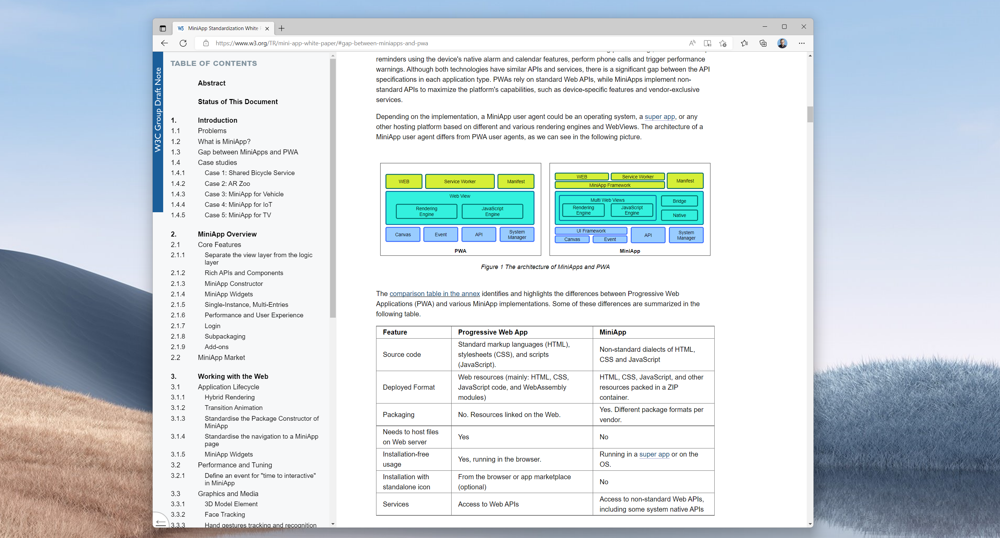 MiniApp Standardization White
https://www.w3.org/TR/mini-app-white-paper/#gap-between-miniapps-and-pwa
W3C Group Draft Note
TABLE OF CONTENTS
Abstract
Status of This Document
1. Introduction
1.1 Problems
1.2 What is MiniApp?
1.3 Gap between MiniApps and PWA
1.4 Case studies
1.4.1 Case 1: Shared Bicycle Service
1.4.2 Case 2: AR Zoo
1.4.3 Case 3: MiniApp for Vehicle
1.4.4 Case 4: MiniApp for IoT
1.4.5 Case 5: MiniApp for TV
2. MiniApp Overview
2.1 Core Features
2.1.1 Separate the view layer from the logic
layer
2.1.2 Rich APIs and Components
2.1.3 MiniApp Constructor
2.1.4 MiniApp Widgets
2.1.5 Single-Instance, Multi-Entries
2.1.6 Performance and User Experience
2.1.7 Login
2.1.8 Subpackaging
2.1.9 Add-ons
2.2 MiniApp Market
3. Working with the Web
3.1 Application Lifecycle
3.1.1 Hybrid Rendering
3.1.2 Transition Animation
3.1.3 Standardise the Package Constructor of
MiniApp
3.1.4 Standardise the navigation to a MiniApp
page
3.1.5 MiniApp Widgets
3.2 Performance and Tuning
3.2.1 Define an event for "time to interactive"
in MiniApp
3.3 Graphics and Media
3.3.1 3D Model Element
3.3.2 Face Tracking
3.3.3 Hand gestures tracking and recognition
reminders using the device's native alarm and calendar features, perform phone calls and trigger performance
warnings. Although both technologies have similar APIs and services, there is a significant gap between the API
specifications in each application type. PWAs rely on standard Web APIs, while MiniApps implement non-
standard APIs to maximize the platform's capabilities, such as device-specific features and vendor-exclusive
services.
Depending on the implementation, a MiniApp user agent could be an operating system, a super app, or any
other hosting platform based on different and various rendering engines and WebViews. The architecture of a
MiniApp user agent differs from PWA user agents, as we can see in the following picture.
WEB Service Worker Manifest
Web View
Rendering
Engine
JavaScript
Engine
Canvas Event API System
Manager
PWA
WEB Service Worker Manifest
MiniApp Framework
Multi Web Views Bridge
Rendering
Engine
JavaScript
Engine
Native
UI Framework
Canvas Event API System
Manager
MiniApp
Figure 1 The architecture of MiniApps and PWA
The comparison table in the annex identifies and highlights the differences between Progressive Web
Applications (PWA) and various MiniApp implementations. Some of these differences are summarized in the
following table.
Feature Progressive Web App MiniApp
Source code
Standard markup languages (HTML),
stylesheets (CSS), and scripts
(JavaScript).
Non-standard dialects of HTML,
CSS and JavaScript
Deployed Format
Web resources (mainly: HTML, CSS,
JavaScript code, and WebAssembly
modules)
HTML, CSS, JavaScript, and other
resources packed in a ZIP
container.
Packaging
No. Resources linked on the Web.
Yes. Different package formats per
vendor.
Needs to host files
on Web server
Yes
No
Installation-free
usage
Yes, running in the browser.
Running in a super app or on the
OS.
Installation with
standalone icon
From the browser or app marketplace
(optional)
No
Services
Access to Web APIs
Access to non-standard Web APIs,
including some system native APIs